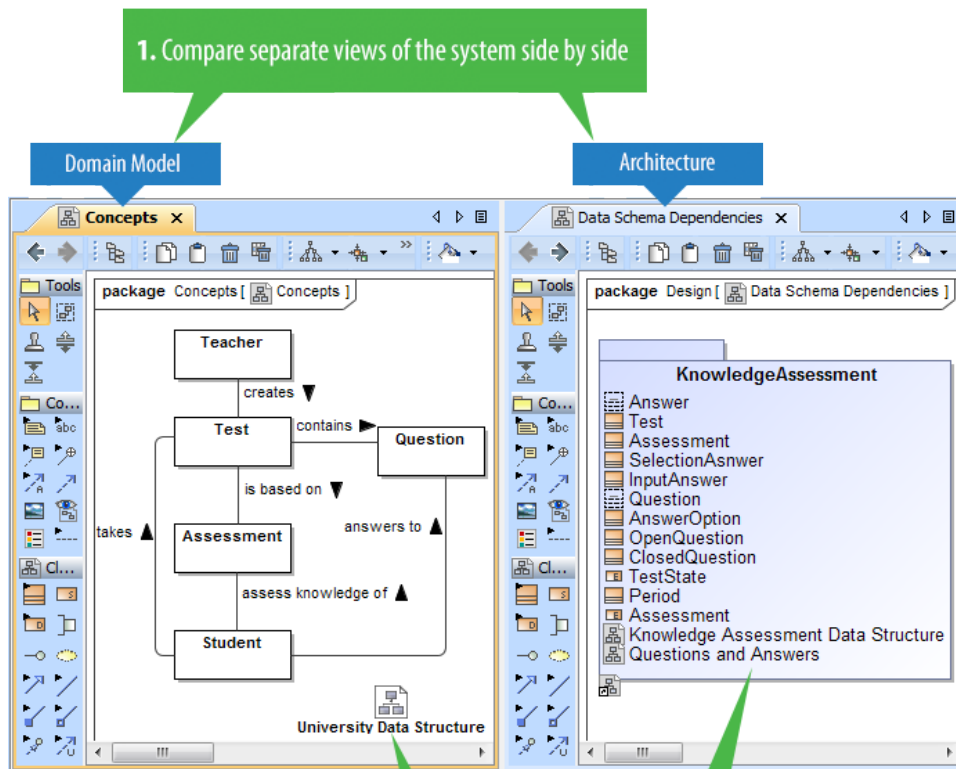 1. Compare separate views of the system side by side
Domain Model
Architecture
Concepts X
Data Schema Dependencies X
Tools
package Concepts [ Concepts ]
Teacher
creates
Test
contains
Question
is based on
takes
answers to
Assessment
assess knowledge of
Student
University Data Structure
Co...
abc
A
Cl...
S
D
U
Tools
package Design [ Data Schema Dependencies ]
KnowledgeAssessment
Answer
Test
Assessment
SelectionAsnwer
InputAnswer
Question
AnswerOption
OpenQuestion
ClosedQuestion
E TestState
Period
E Assessment
Knowledge Assessment Data Structure
Questions and Answers
Co...
abc
A
Cl...
S
D
U